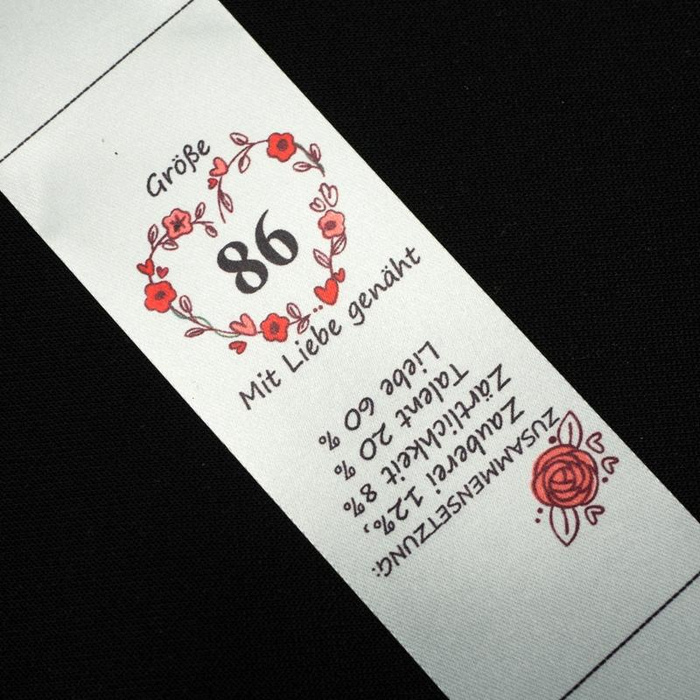 Größe
86
Mit Liebe genäht
ZUSAMMENSETZUNG:
Zauberei 12%,
Zärtlichkeit 8%
Talent 20 %
Liebe 60 %